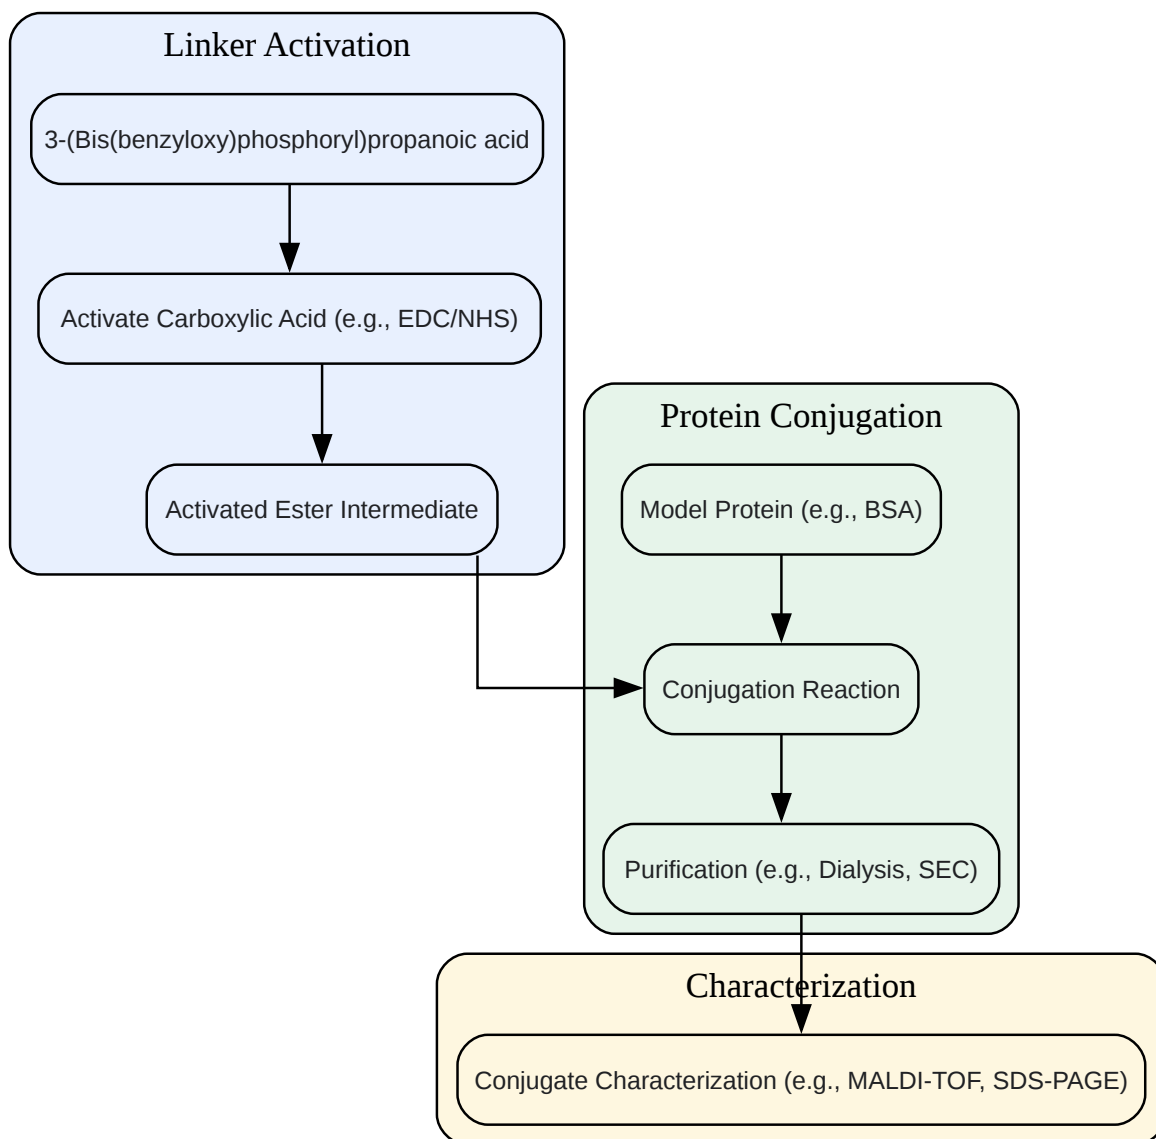 Linker Activation
3-(Bis(benzyloxy)phosphoryl)propanoic acid
Activate Carboxylic Acid (e.g., EDC/NHS)
Activated Ester Intermediate
Protein Conjugation
Model Protein (e.g., BSA)
Conjugation Reaction
Purification (e.g., Dialysis, SEC)
Characterization
Conjugate Characterization (e.g., MALDI-TOF, SDS-PAGE)